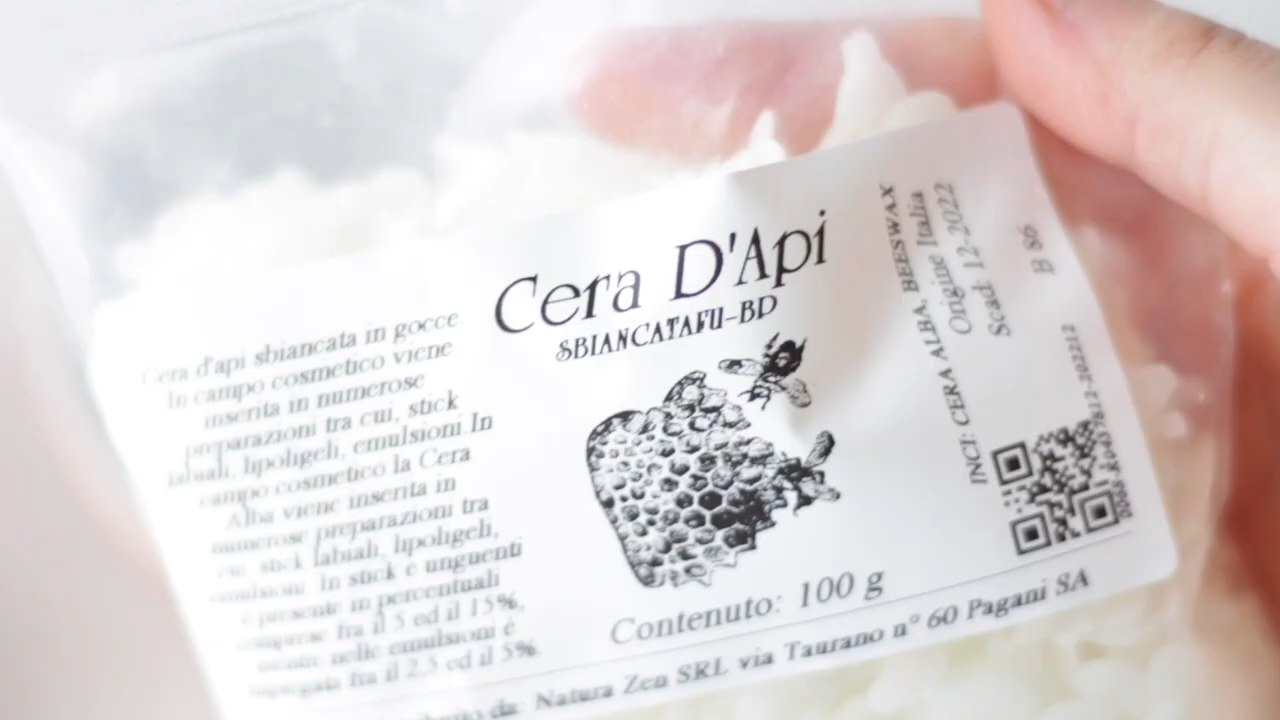 Cera d'api sbiancata in gocce.
In campo cosmetico viene
inserita in numerose
preparazioni tra cui, stick
labiali, lipoligeli, emulsioni.In
campo cosmetico la Cera
Alba viene inserita in
numerose preparazioni tra
cui, stick labiali, lipoligeli,
emulsioni. In stick e unguenti
è presente in percentuali
comprese fra il 5 ed il 15%,
mentre nelle emulsioni è
fra il 2,5 ed il 5%.
Cera D'Api
SBIANCATAFU-BD
Contenuto: 100 g
da: Natura Zen SRL via Taurano n° 60 Pagani SA
INCI: CERA ALBA, BEESWAX
Origine Italia
Scad: 12-2022
B 86